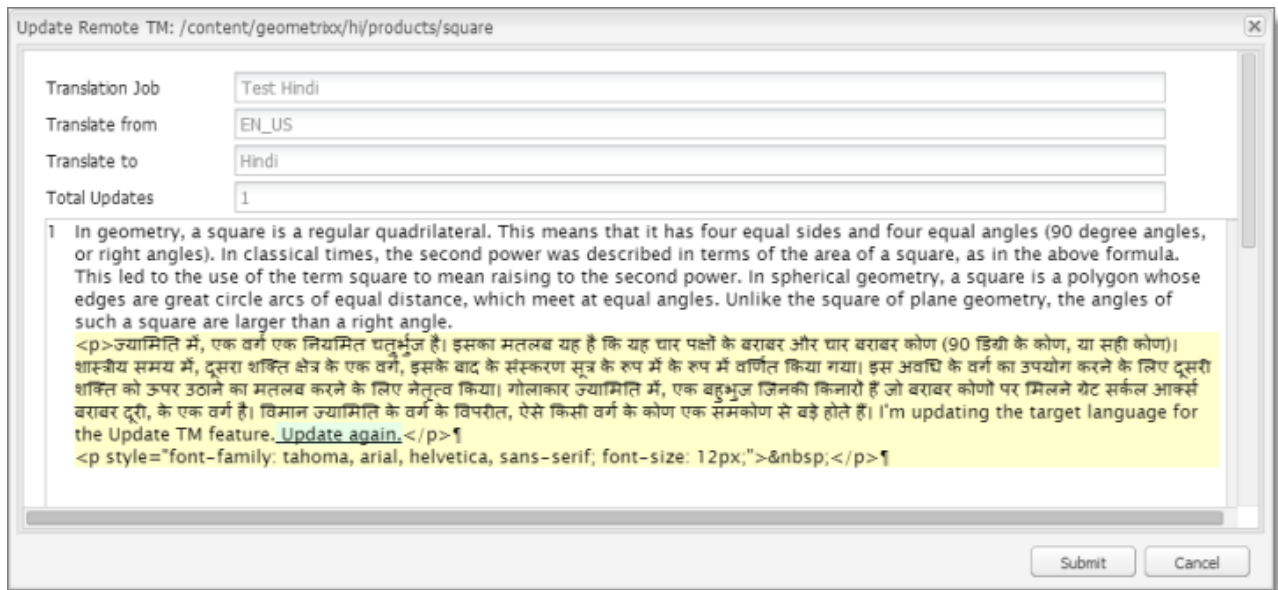 Update Remote TM: /content/geometrixx/hi/products/square
Translation Job Test Hindi
Translate from EN_US
Translate to Hindi
Total Updates 1
1 In geometry, a square is a regular quadrilateral. This means that it has four equal sides and four equal angles (90 degree angles,
or right angles). In classical times, the second power was described in terms of the area of a square, as in the above formula.
This led to the use of the term square to mean raising to the second power. In spherical geometry, a square is a polygon whose
edges are great circle arcs of equal distance, which meet at equal angles. Unlike the square of plane geometry, the angles of
such a square are larger than a right angle.
<p>ज्यामिति में, एक वर्ग एक नियमित चतुर्भुज है। इसका मतलब यह है कि यह चार पक्षों के बराबर और चार बराबर कोण (90 डिग्री के कोण, या सही कोण)।
शास्त्रीय समय में, दूसरा शक्ति क्षेत्र के एक वर्ग, इसके बाद के संस्करण सूत्र के रूप में के रूप में वर्णित किया गया। इस अवधि के वर्ग का उपयोग करने के लिए दूसरी
शक्ति को ऊपर उठाने का मतलब करने के लिए नेतृत्व किया। गोलाकार ज्यामिति में, एक बहुभुज जिनकी किनारों हैं जो बराबर कोणों पर मिलने ग्रेट सर्कल आर्क्स
बराबर दूरी, के एक वर्ग है। विमान ज्यामिति के वर्ग के विपरीत, ऐसे किसी वर्ग के कोण एक समकोण से बड़े होते हैं। I'm updating the target language for
the Update TM feature. Update again.</p>¶
<p style="font-family: tahoma, arial, helvetica, sans-serif; font-size: 12px;">&nbsp;</p>¶
Submit Cancel